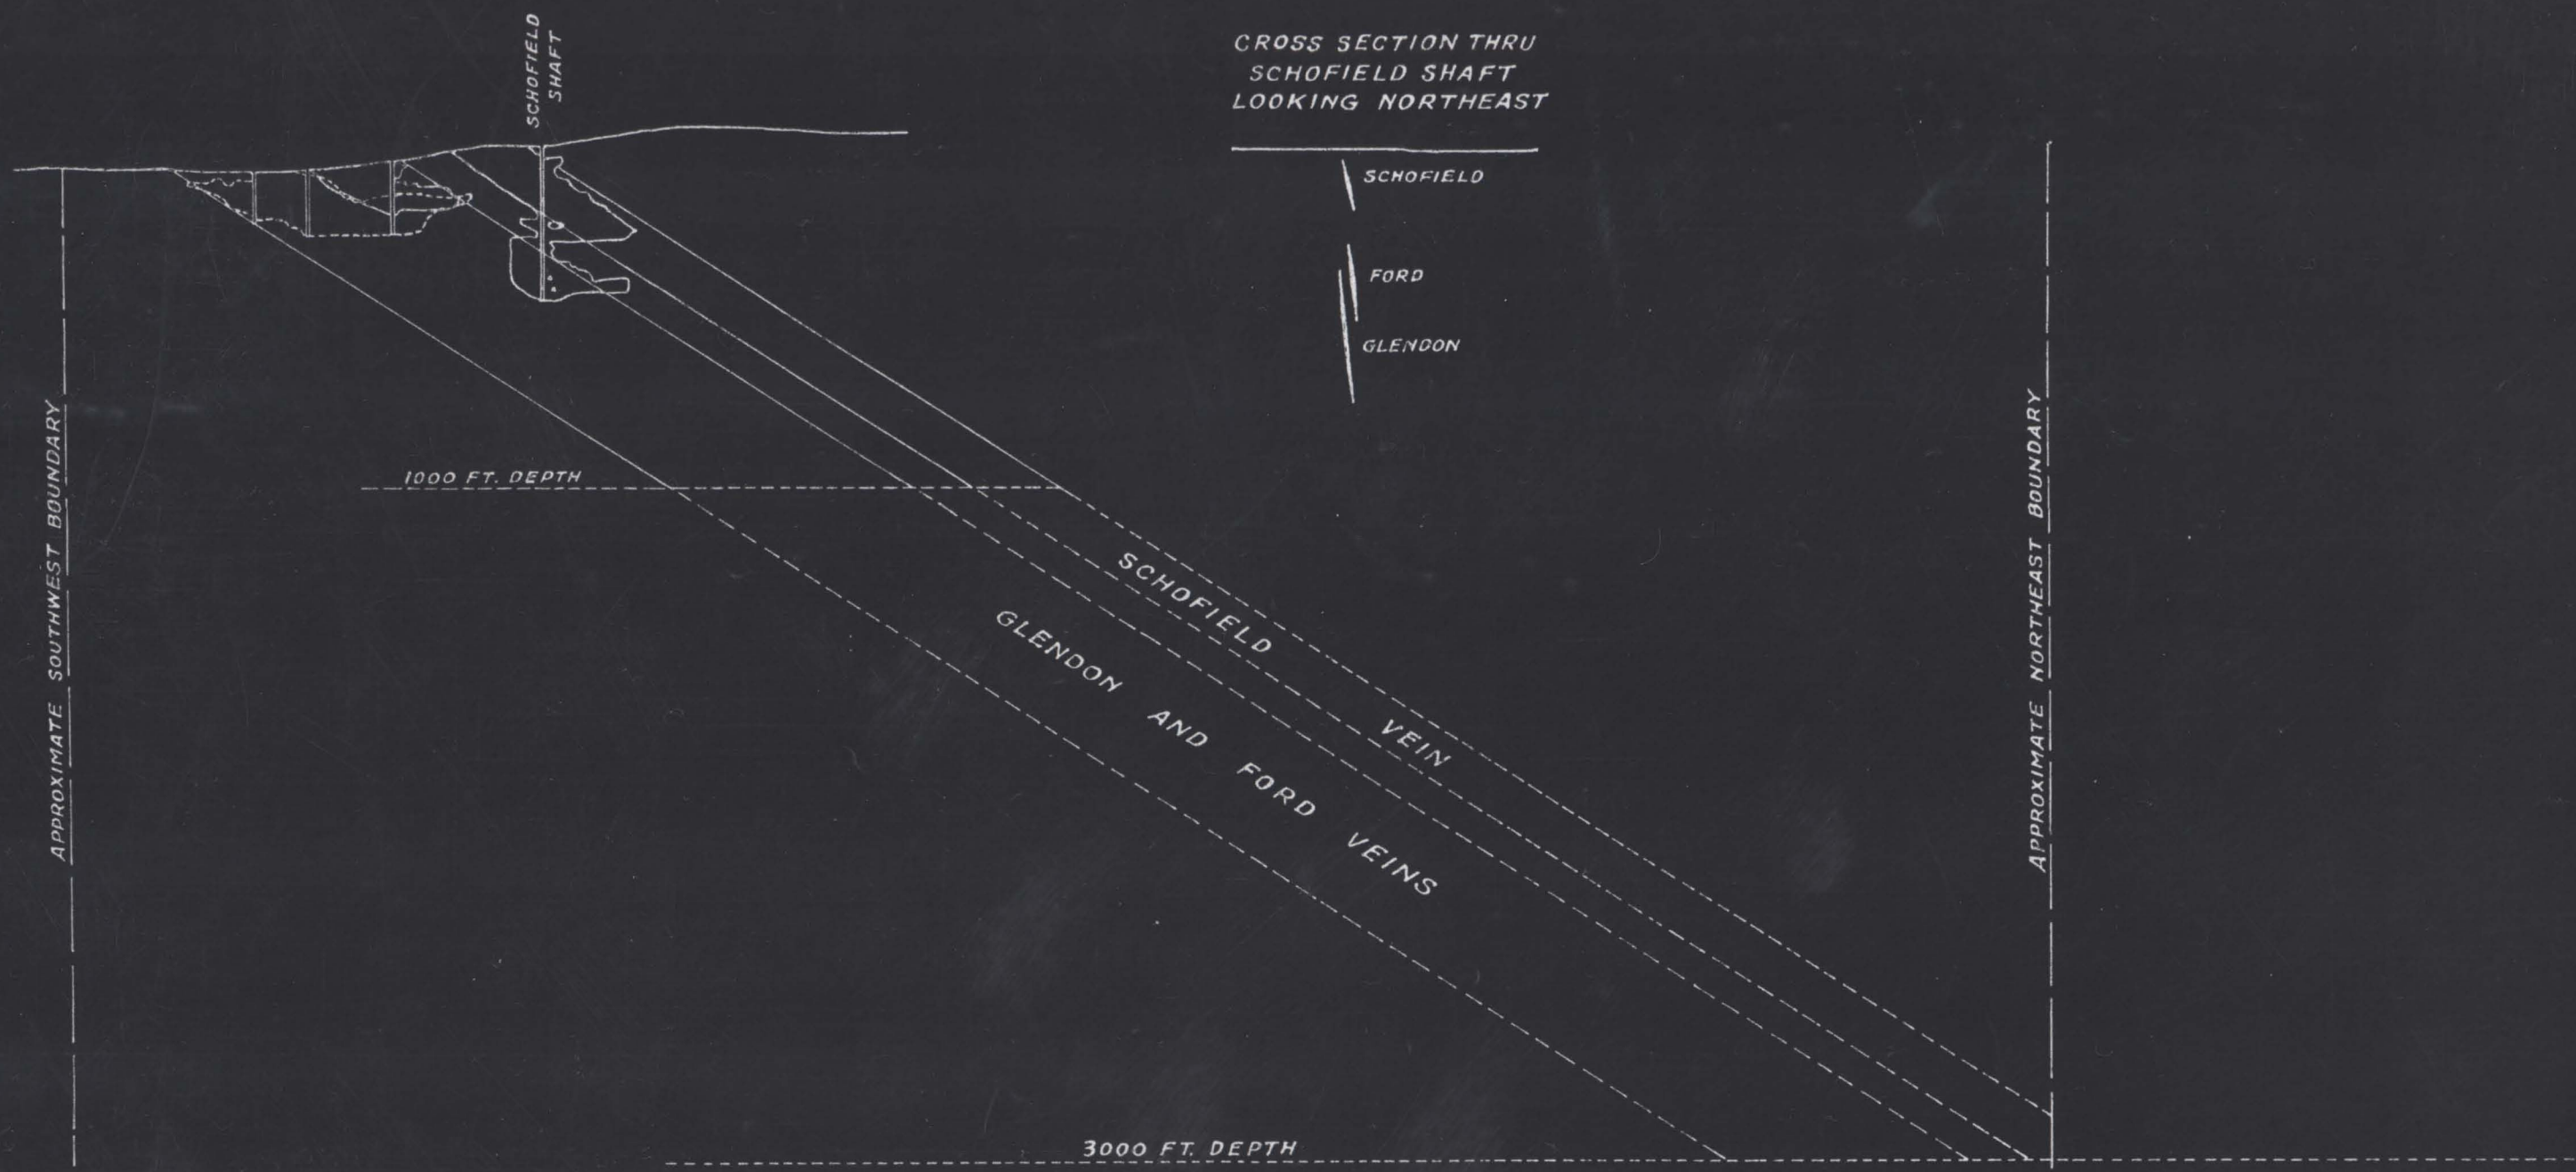 SCHOFIELD
SHAFT
CROSS SECTION THRU
SCHOFIELD SHAFT
LOOKING NORTHEAST
SCHOFIELD
FORD
GLENDON
APPROXIMATE SOUTHWEST BOUNDARY
1000 FT. DEPTH
SCHOFIELD VEIN
GLENDON AND FORD VEINS
APPROXIMATE NORTHEAST BOUNDARY
3000 FT. DEPTH